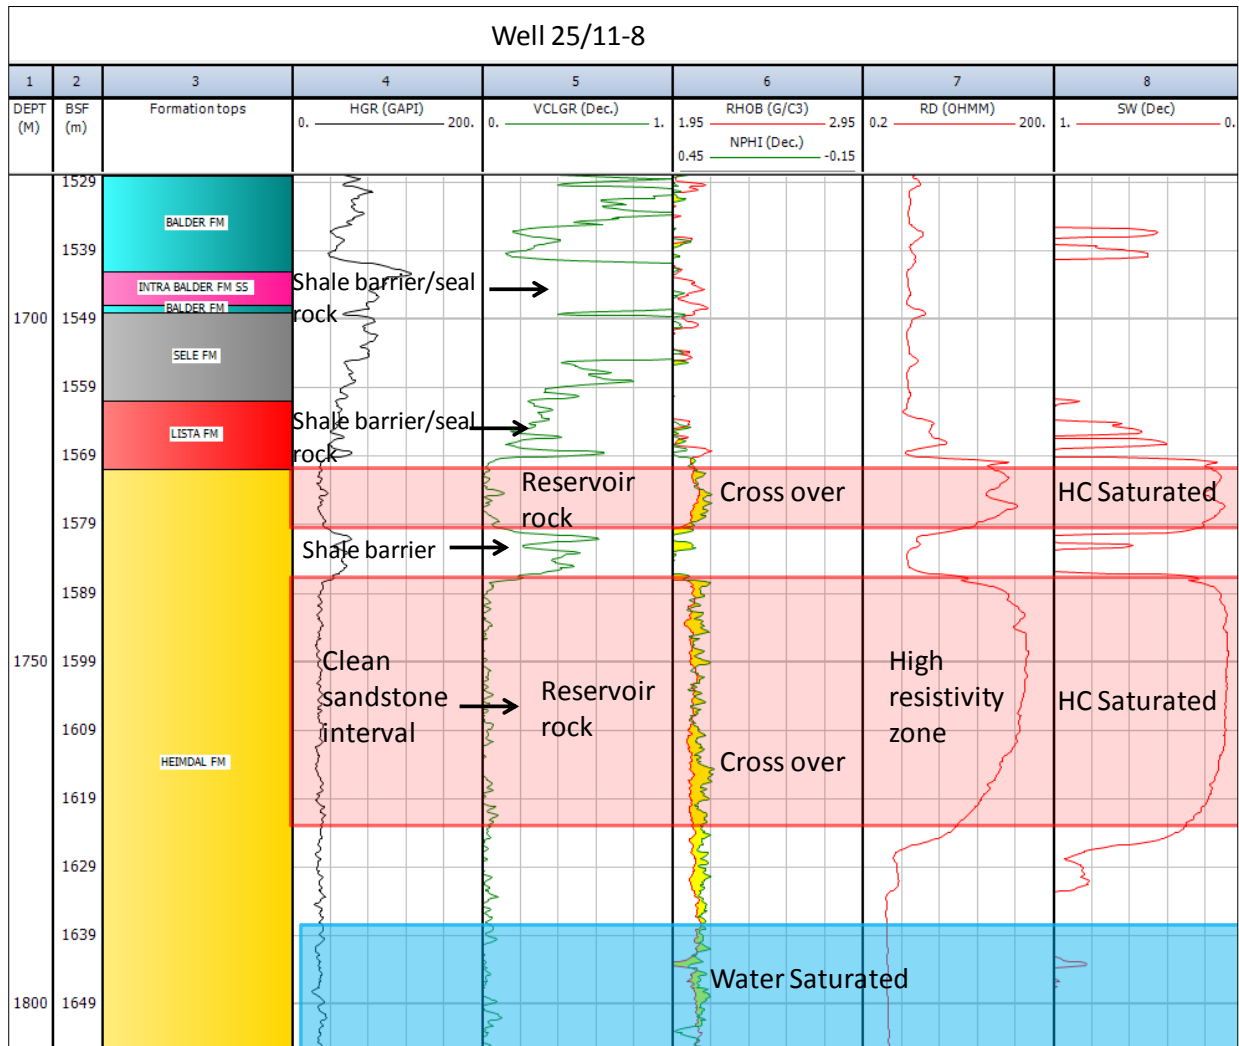 Well 25/11-8
1 2 3 4 5 6 7 8
DEPT (M)
BSF (m)
Formation tops
HGR (GAPI)
0. 200.
VCLGR (Dec.)
0. 1.
RHOB (G/C3)
1.95 2.95
NPHI (Dec.)
0.45 -0.15
RD (OHMM)
0.2 200.
SW (Dec)
1. 0.
1529
BALDER FM
1539
INTRA BALDER FM SS
Shale barrier/seal
rock
BALDER FM
1700 1549
SELE FM
1559
LISTA FM
Shale barrier/seal
rock
1569
Reservoir
rock
Cross over
HC Saturated
1579
Shale barrier
1589
1750 1599
Clean
sandstone
interval
Reservoir
rock
High
resistivity
zone
HC Saturated
1609
HEIMDAL FM
Cross over
1619
1629
1639
Water Saturated
1800 1649